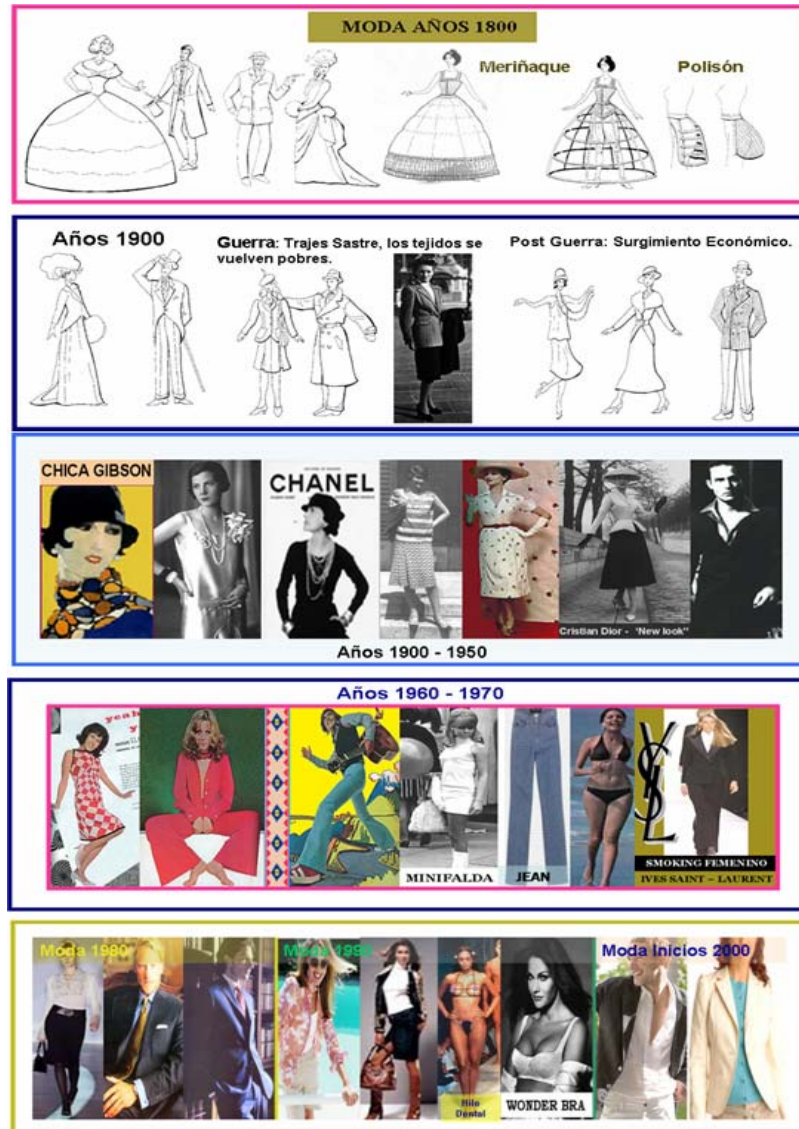 MODA AÑOS 1800
Meriñaque
Polisón
Años 1900
Guerra: Trajes Sastre, los tejidos se
vuelven pobres.
Post Guerra: Surgimiento Económico.
CHICA GIBSON
CHANEL
Cristian Dior - 'New look"
Años 1900 - 1950
Años 1960 - 1970
yeah
y
MINIFALDA
JEAN
YSL
SMOKING FEMENINO
IVES SAINT – LAURENT
Moda 1980
Moda 1990
Moda Inicios 2000
Hilo
Dental
WONDER BRA